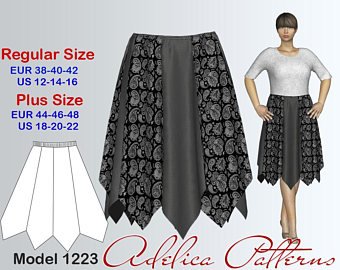 Regular Size
EUR 38-40-42
US 12-14-16
Plus Size
EUR 44-46-48
US 18-20-22
Model 1223
Adelica Patterns